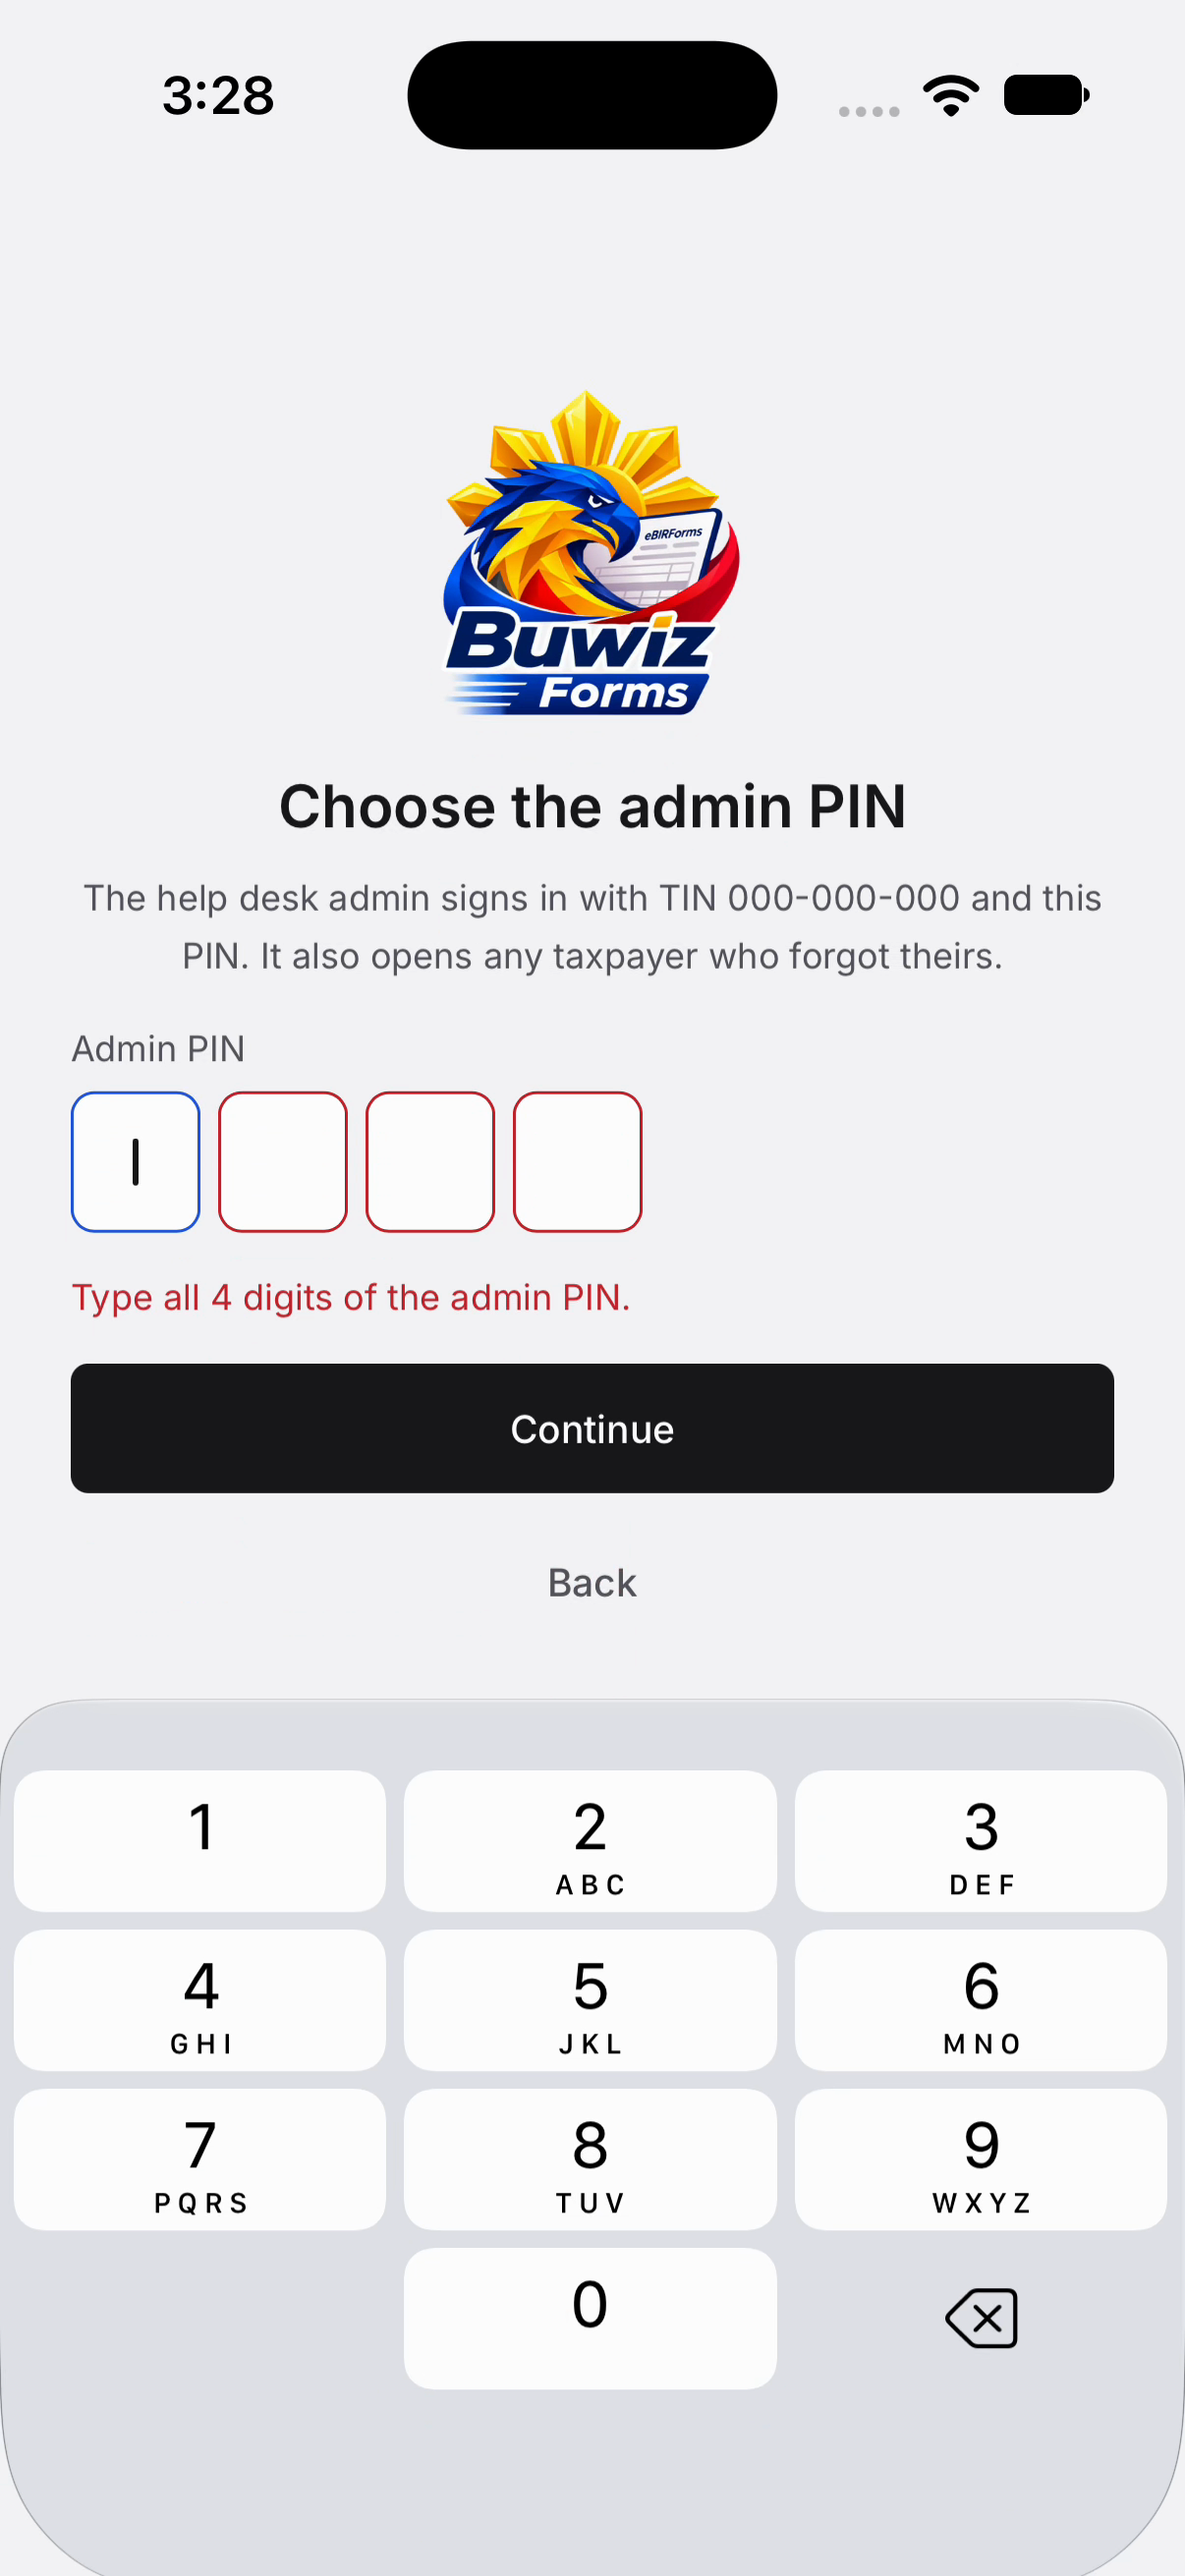 3:28
eBIRForms
Buwiz
Forms
Choose the admin PIN
The help desk admin signs in with TIN 000-000-000 and this
PIN. It also opens any taxpayer who forgot theirs.
Admin PIN
Type all 4 digits of the admin PIN.
Continue
Back
1
2
ABC
3
DEF
4
GHI
5
JKL
6
MNO
7
PQRS
8
TUV
9
WXYZ
0